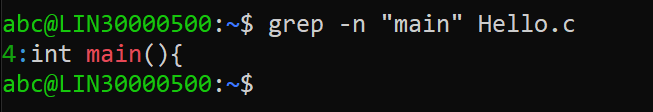 abc@LIN30000500:~$ grep -n "main" Hello.c
4:int main(){
abc@LIN30000500:~$